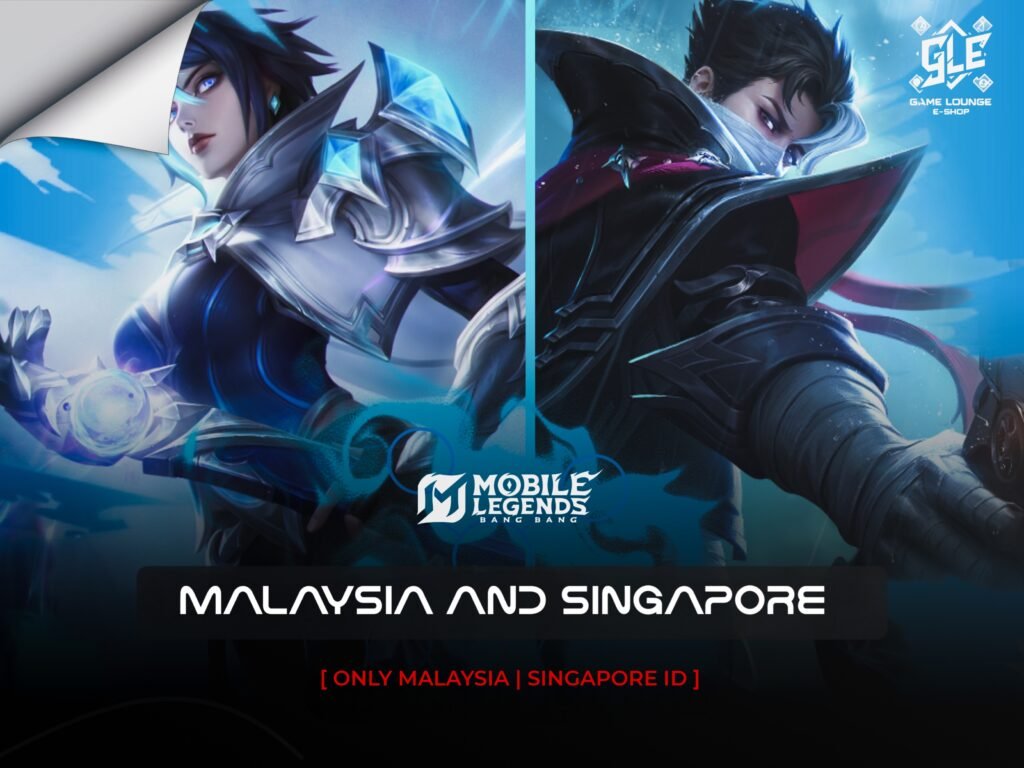 GLE
GAME LOUNGE
E-SHOP
MOBILE
LEGENDS
BANG BANG
MALAYSIA AND SINGAPORE
[ ONLY MALAYSIA | SINGAPORE ID ]